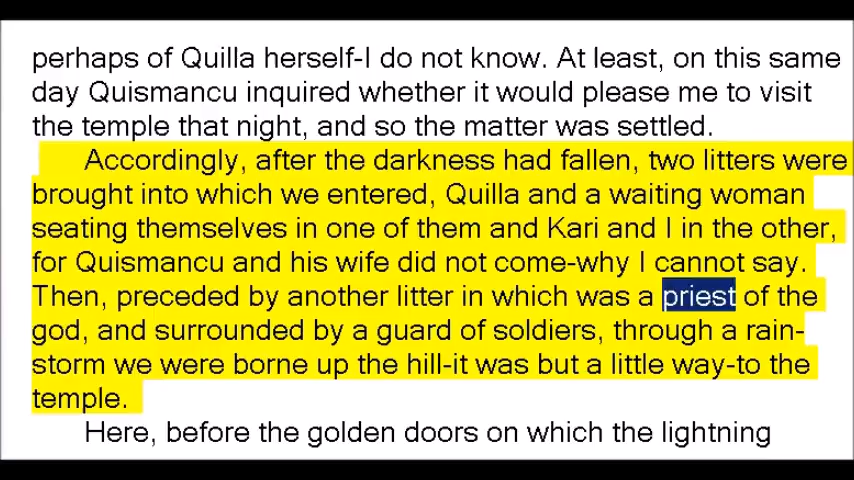 perhaps of Quilla herself-I do not know. At least, on this same
day Quismancu inquired whether it would please me to visit
the temple that night, and so the matter was settled.
Accordingly, after the darkness had fallen, two litters were
brought into which we entered, Quilla and a waiting woman
seating themselves in one of them and Kari and I in the other,
for Quismancu and his wife did not come-why I cannot say.
Then, preceded by another litter in which was a priest of the
god, and surrounded by a guard of soldiers, through a rain-
storm we were borne up the hill-it was but a little way-to the
temple.
Here, before the golden doors on which the lightning